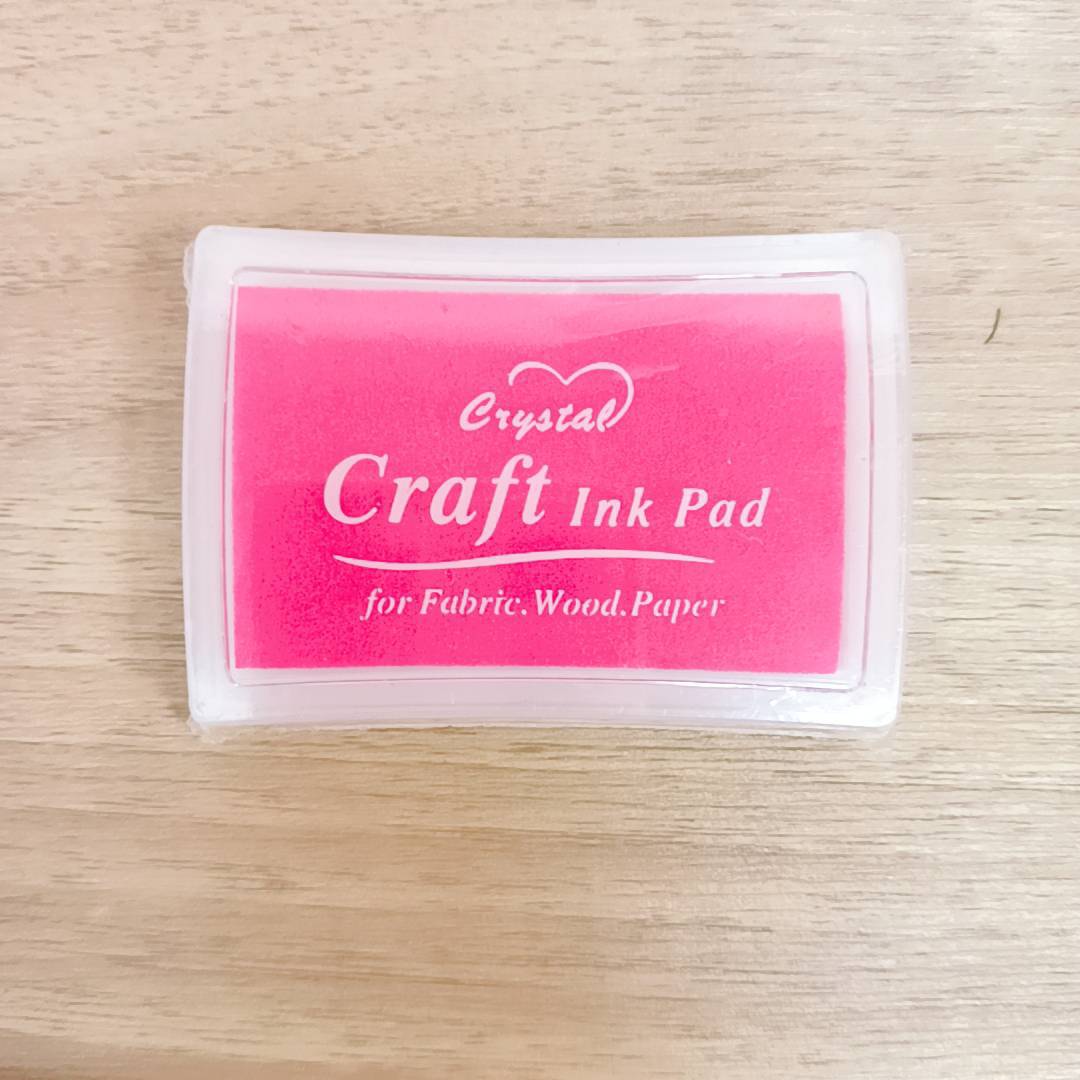 Crystal
Craft Ink Pad
for Fabric.Wood.Paper